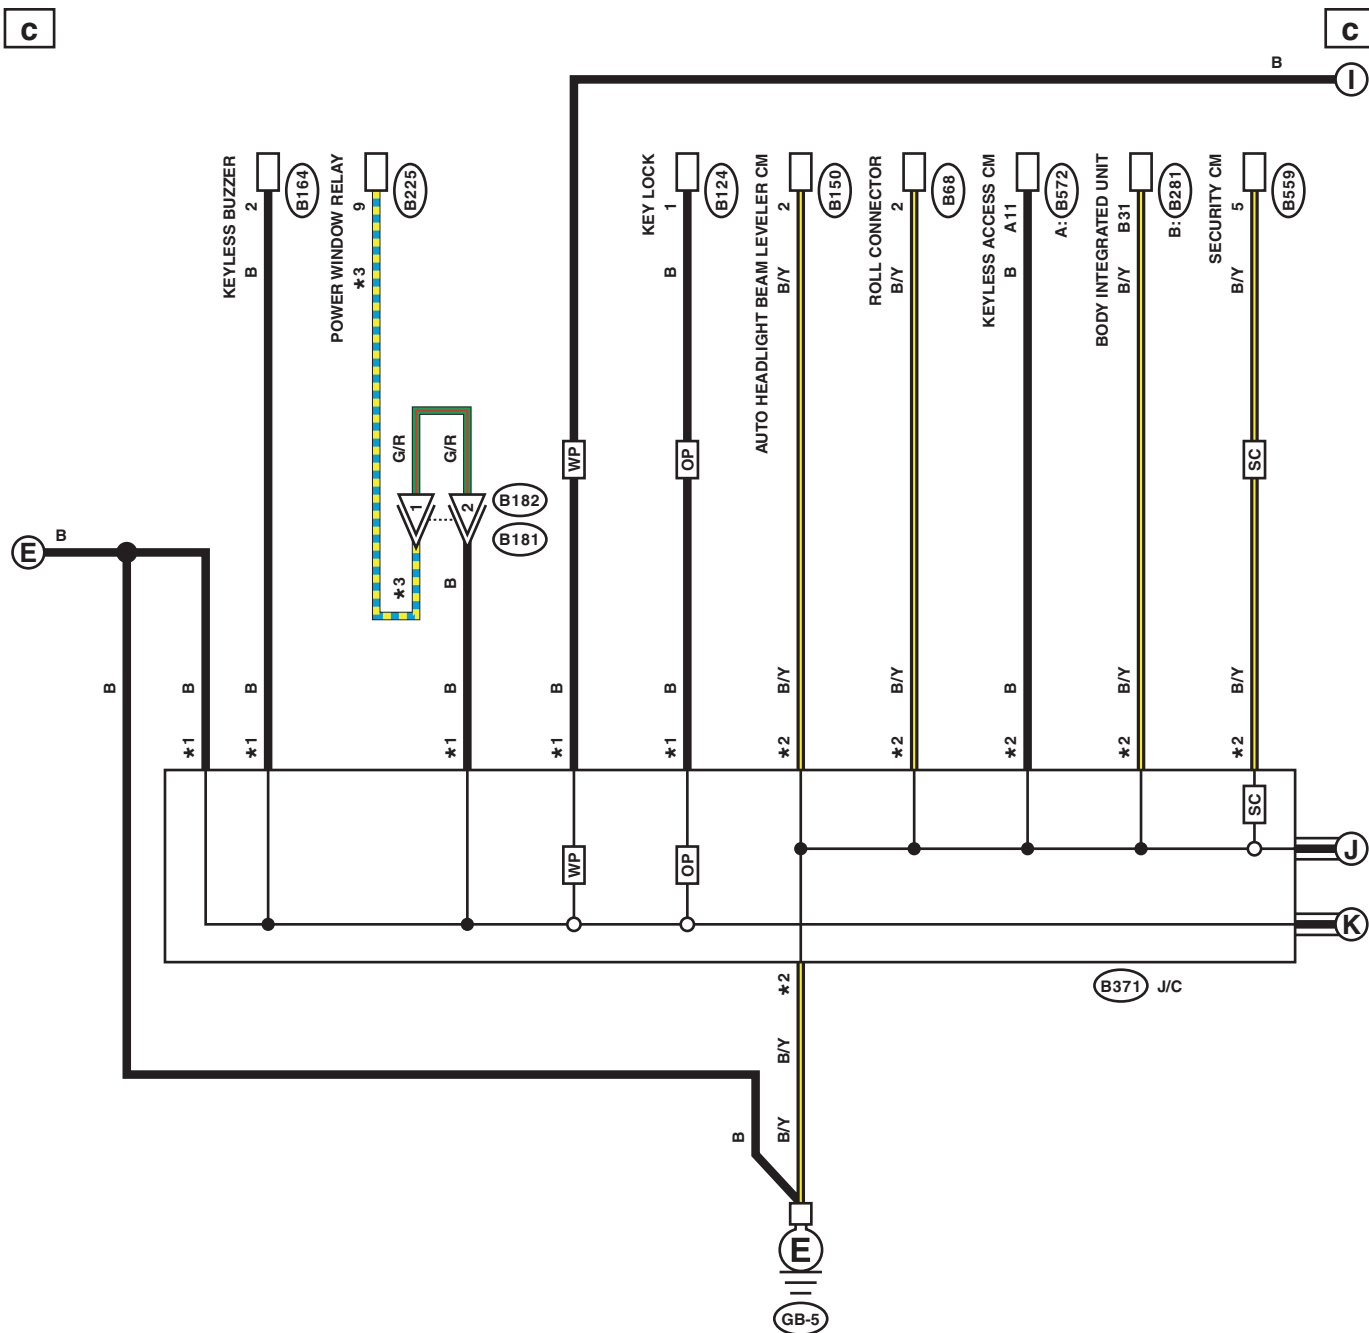 C
C
B
I
KEYLESS BUZZER
2
B164
B
POWER WINDOW RELAY
9
B225
*3
KEY LOCK
1
B124
B
AUTO HEADLIGHT BEAM LEVELER CM
2
B150
B/Y
ROLL CONNECTOR
2
B68
B/Y
KEYLESS ACCESS CM
A11
A: B572
B
BODY INTEGRATED UNIT
B31
B: B281
B/Y
SECURITY CM
5
B559
B/Y
G/R
G/R
WP
OP
SC
1
2
B182
B181
E
B
*3
B
B
B
B
B
B
B
B/Y
B/Y
B
B/Y
B/Y
*1
*1
*1
*1
*1
*2
*2
*2
*2
*2
SC
WP
OP
J
K
*2
B371
J/C
B/Y
B
B/Y
E
GB-5